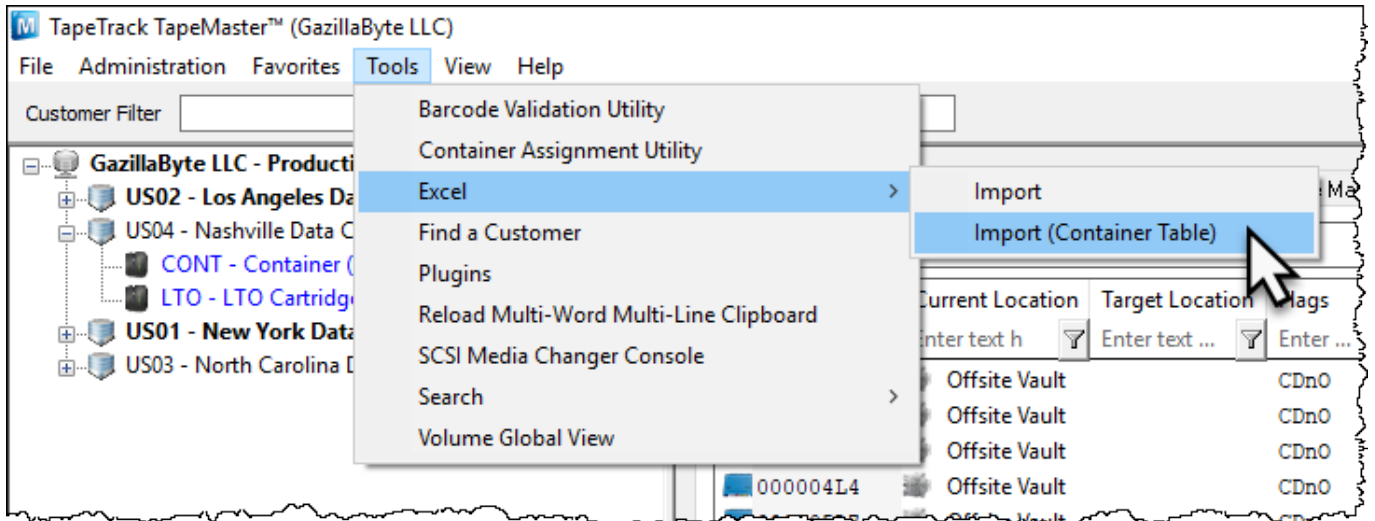 TapeTrack TapeMaster™ (GazillaByte LLC)
File Administration Favorites Tools View Help
Customer Filter
Barcode Validation Utility
Container Assignment Utility
Excel
Find a Customer
Plugins
Reload Multi-Word Multi-Line Clipboard
SCSI Media Changer Console
Search
Volume Global View
Import
Import (Container Table)
GazillaByte LLC - Producti
US02 - Los Angeles Da
US04 - Nashville Data C
CONT - Container (
LTO - LTO Cartridg
US01 - New York Data
US03 - North Carolina D
Current Location Target Location Flags
Enter text h Enter text ... Enter ...
Offsite Vault CDnO
Offsite Vault CDnO
Offsite Vault CDnO
000004L4 Offsite Vault CDnO